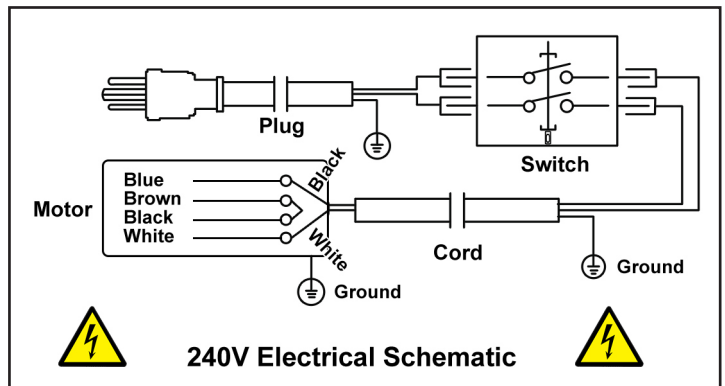 Plug
Switch
Motor
Blue
Brown
Black
White
Black
White
Cord
Ground
Ground
240V Electrical Schematic